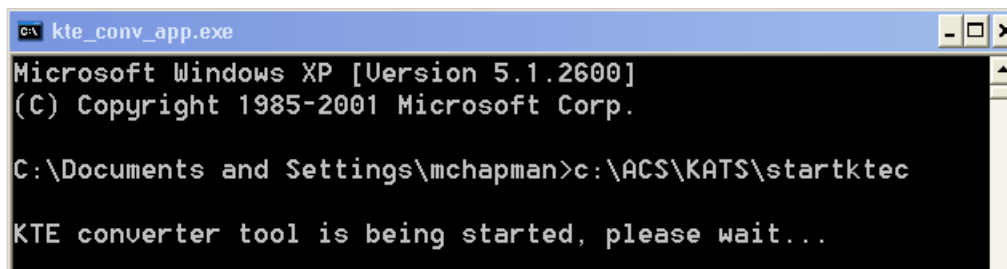 kte_conv_app.exe
Microsoft Windows XP [Version 5.1.2600]
(C) Copyright 1985-2001 Microsoft Corp.
C:\Documents and Settings\mchapman>c:\ACS\KATS\startktec
KTE converter tool is being started, please wait...